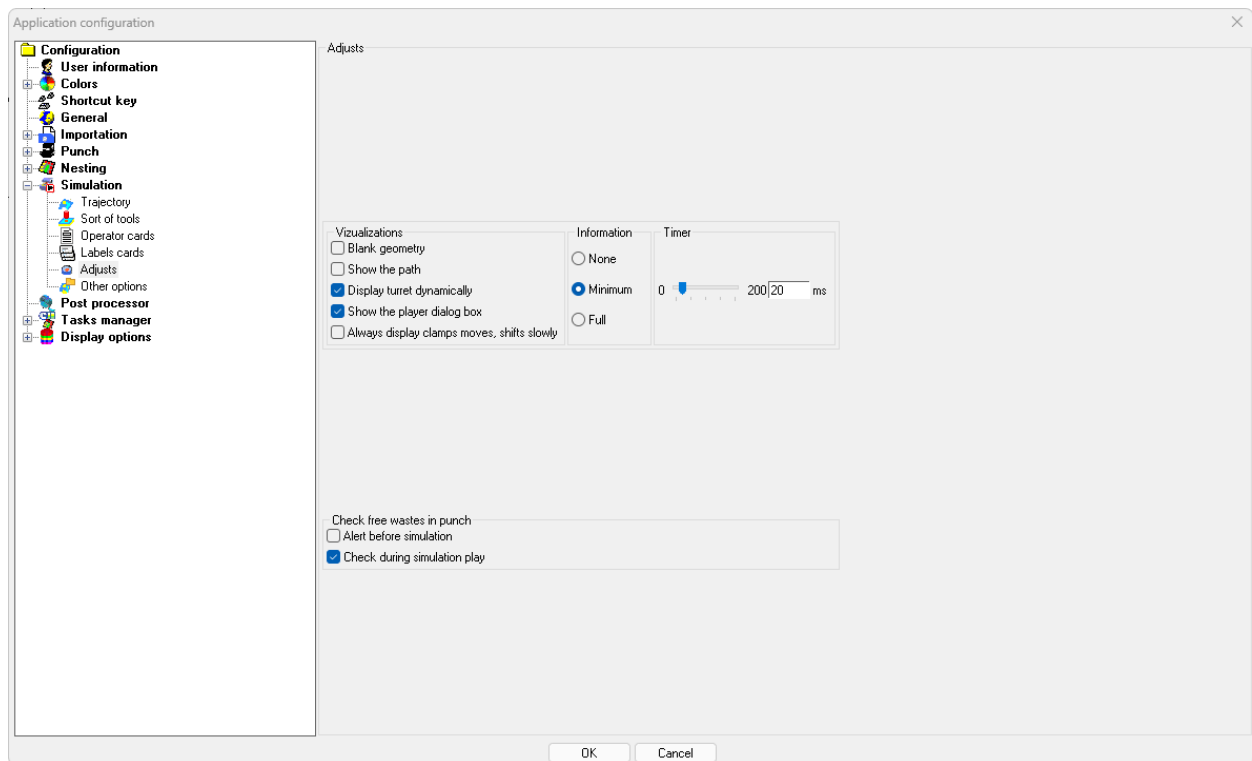 Application configuration
Configuration
User information
Colors
Shortcut key
General
Importation
Punch
Nesting
Simulation
Trajectory
Sort of tools
Operator cards
Labels cards
Adjusts
Other options
Post processor
Tasks manager
Display options
Adjusts
Vizualizations
Blank geometry
Show the path
Display turret dynamically
Show the player dialog box
Always display clamps moves, shifts slowly
Information
None
Minimum
Full
Timer
0 200 20 ms
Check free wastes in punch
Alert before simulation
Check during simulation play
OK Cancel